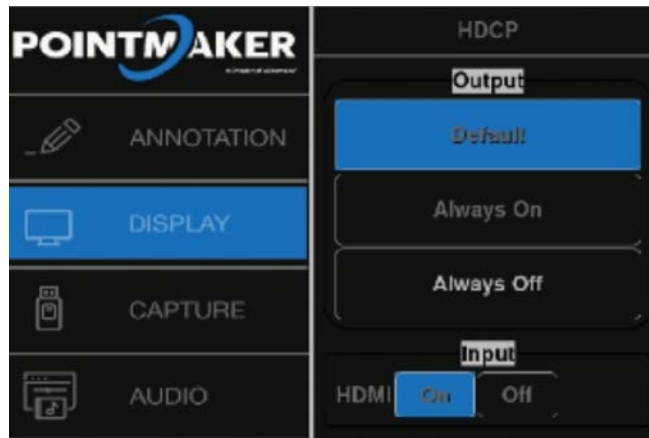 POINTMAKER
ANNOTATION
DISPLAY
CAPTURE
AUDIO
HDCP
Output
Default
Always On
Always Off
Input
HDMI On Off